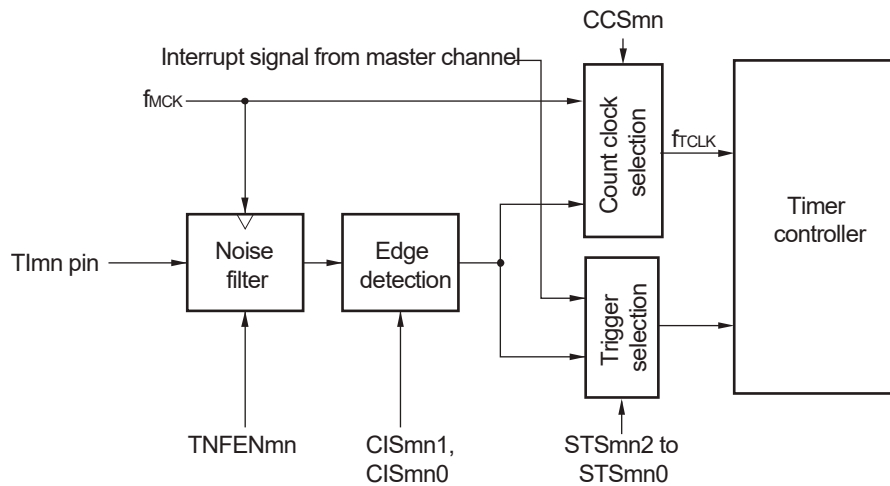 CCSmn
Interrupt signal from master channel
fMCK
Count clock
selection
fTCLK
Timer
controller
TImn pin
Noise
filter
Edge
detection
Trigger
selection
TNFENmn
CISmn1,
CISmn0
STSmn2 to
STSmn0